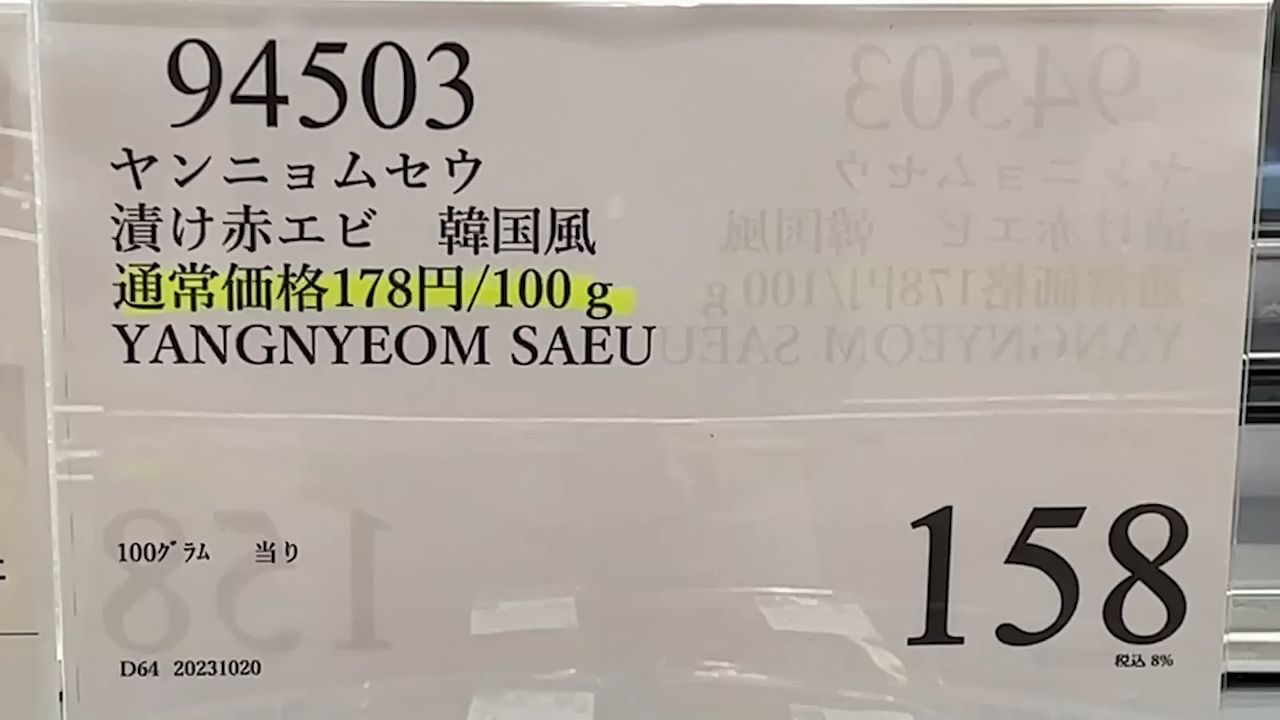 94503
ヤンニョムセウ
漬け赤エビ　韓国風
通常価格178円/100ｇ
YANGNYEOM SAEU
100ｸﾞﾗﾑ　当り
158
税込 8%
D64 20231020